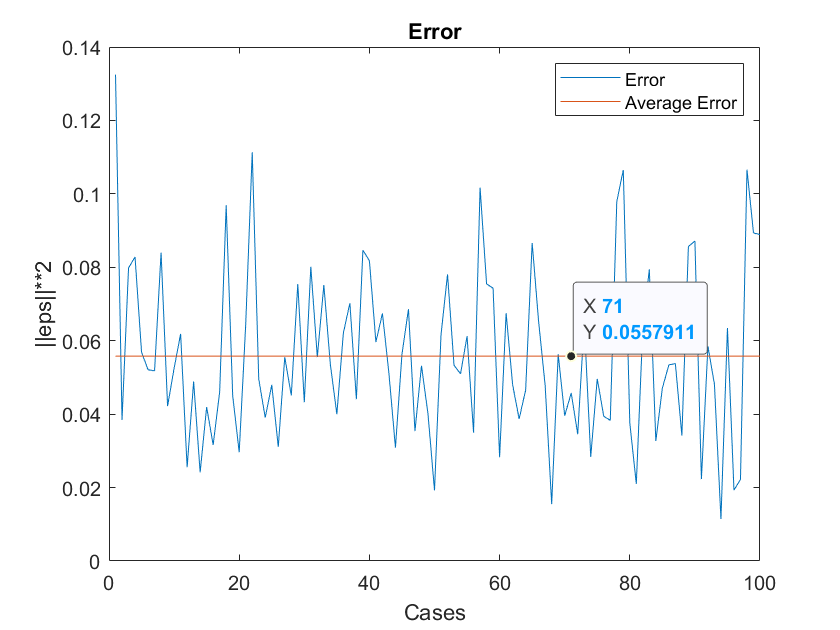 Error
0.14
0.12
0.1
0.08
0.06
0.04
0.02
0
||eps||**2
Error
Average Error
X 71
Y 0.0557911
0 20 40 60 80 100
Cases